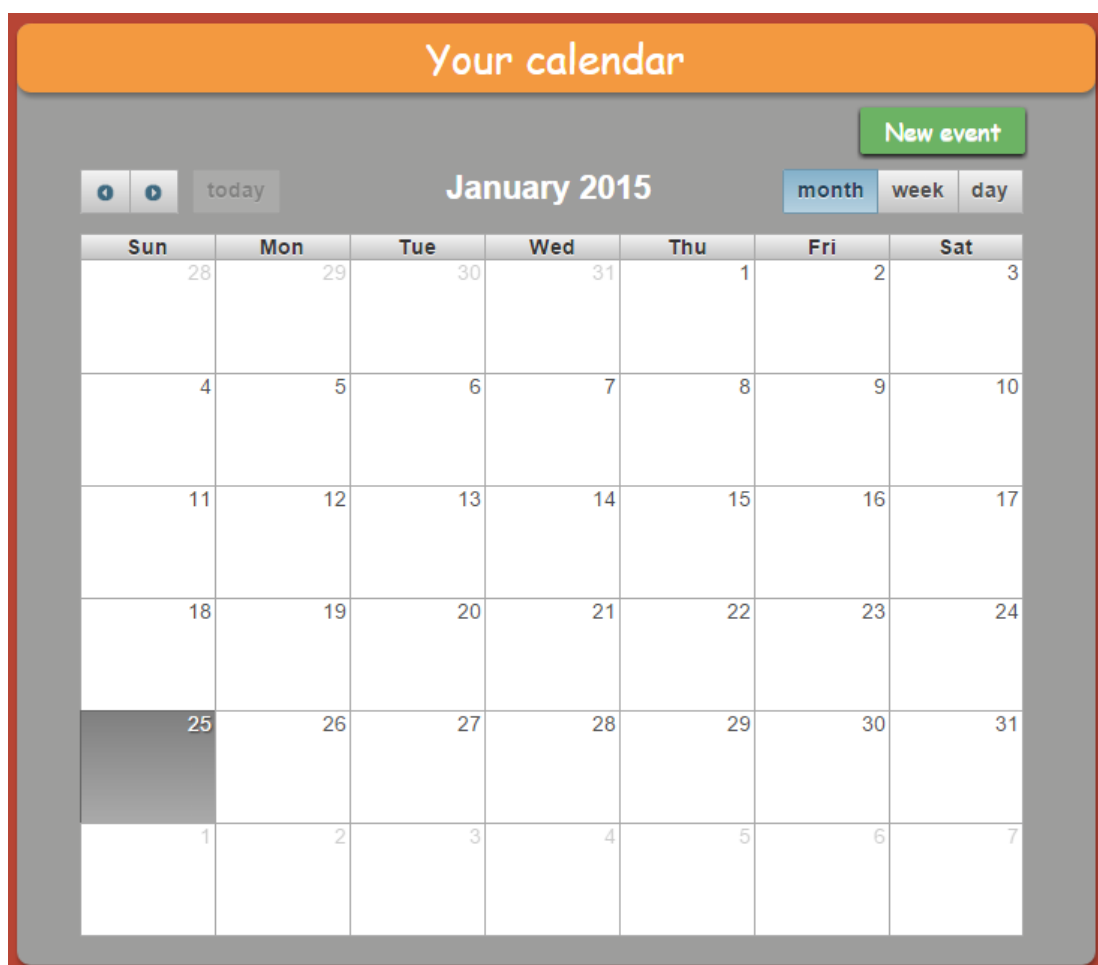 Your calendar
New event
today January 2015 month week day
Sun Mon Tue Wed Thu Fri Sat
28 29 30 31 1 2 3
4 5 6 7 8 9 10
11 12 13 14 15 16 17
18 19 20 21 22 23 24
25 26 27 28 29 30 31
1 2 3 4 5 6 7